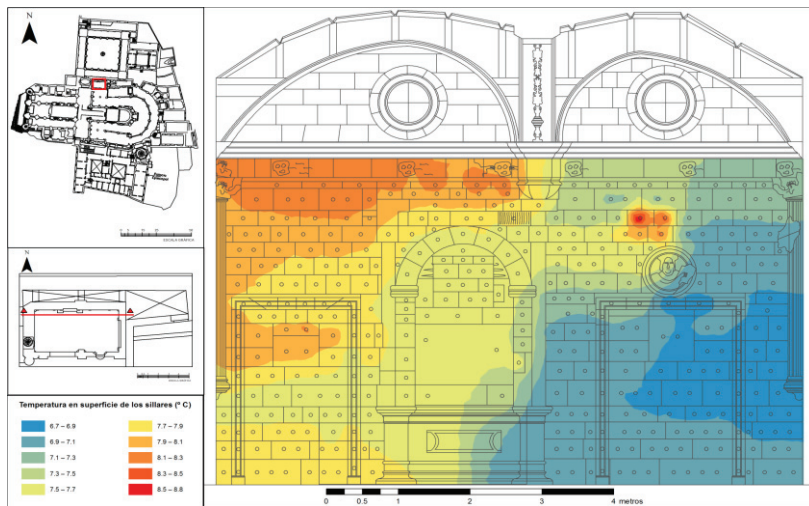 N
ESCALA GRÁFICA
N
Temperatura en superficie de los sillares (º C)
6.7 – 6.9
6.9 – 7.1
7.1 – 7.3
7.3 – 7.5
7.5 – 7.7
7.7 – 7.9
7.9 – 8.1
8.1 – 8.3
8.3 – 8.5
8.5 – 8.8
0 0.5 1 2 3 4
metros